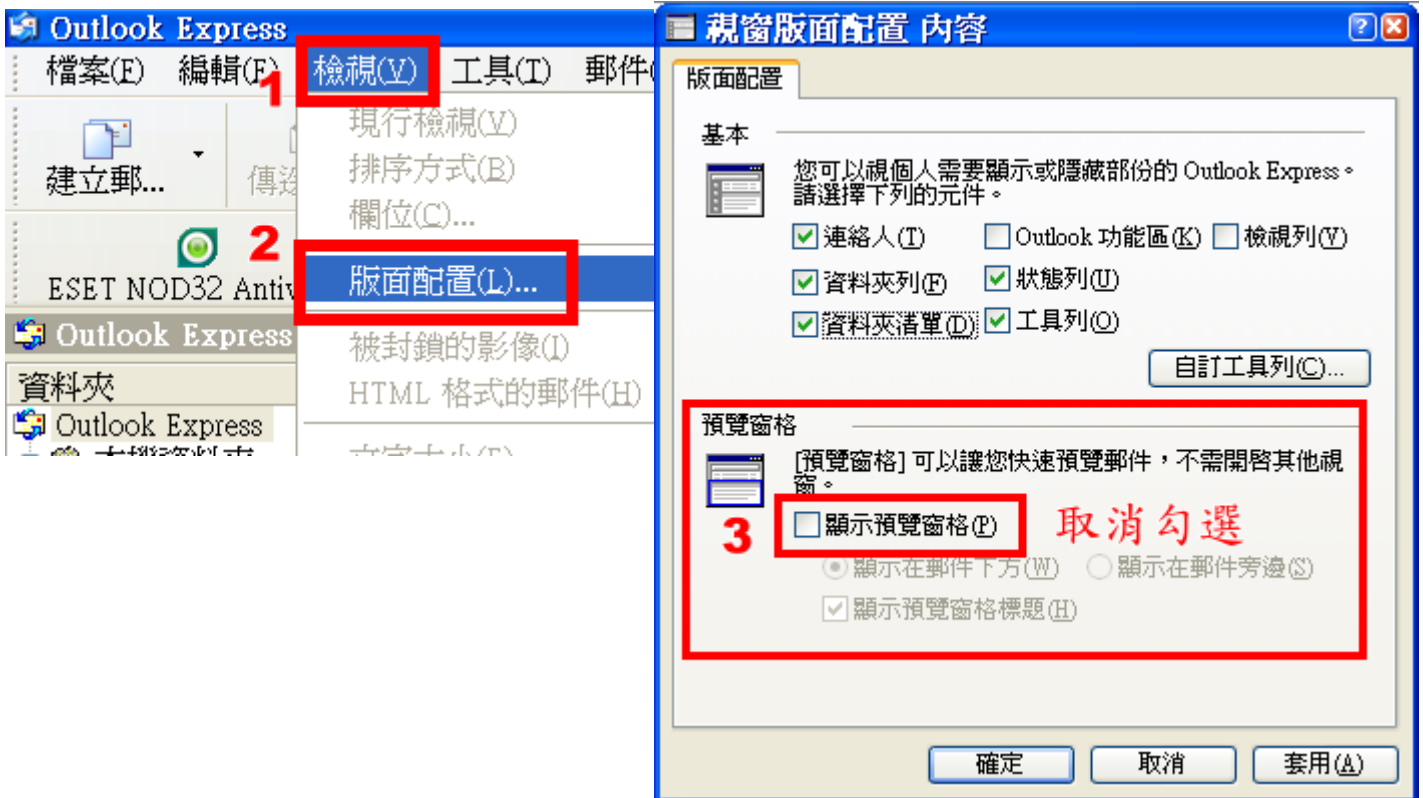 Outlook Express
檔案(F) 編輯(E) 檢視(V) 工具(T) 郵件(
1
現行檢視(V)
排序方式(B)
欄位(C)...
版面配置(L)...
被封鎖的影像(I)
HTML 格式的郵件(H)
建立郵...
2
ESET NOD32 Antiv
Outlook Express
資料夾
Outlook Express
視窗版面配置 內容
版面配置
基本
您可以視個人需要顯示或隱藏部份的 Outlook Express。
請選擇下列的元件。
連絡人(T) Outlook 功能區(K) 檢視列(V)
資料夾列(F) 狀態列(U)
資料夾清單(D) 工具列(O)
自訂工具列(C)...
預覽窗格
[預覽窗格] 可以讓您快速預覽郵件，不需開啓其他視
窗。
3 顯示預覽窗格(P) 取消勾選
顯示在郵件下方(W) 顯示在郵件旁邊(S)
顯示預覽窗格標題(H)
確定 取消 套用(A)